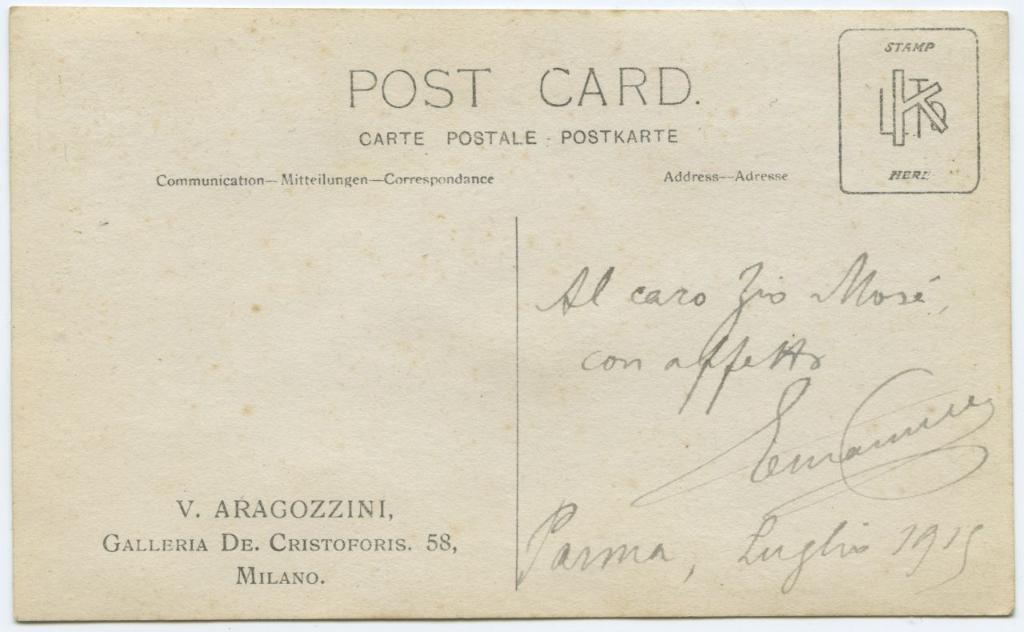 POST CARD.
CARTE POSTALE - POSTKARTE
Communication—Mitteilungen—Correspondance
Address—Adresse
STAMP
K LTD
HERE
Al caro Zio Mosé,
con affetto
Emanuele
Parma, Luglio 1915
V. ARAGOZZINI,
GALLERIA DE. CRISTOFORIS. 58,
MILANO.